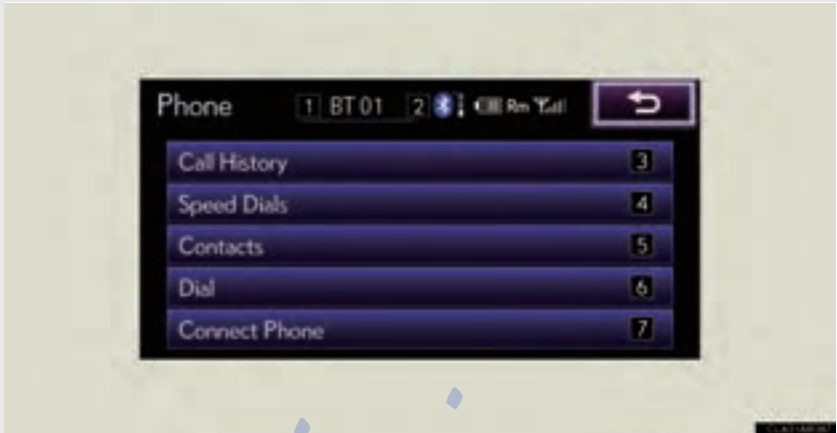 Phone 1 BT 01 2 Rm
Call History 3
Speed Dials 4
Contacts 5
Dial 6
Connect Phone 7